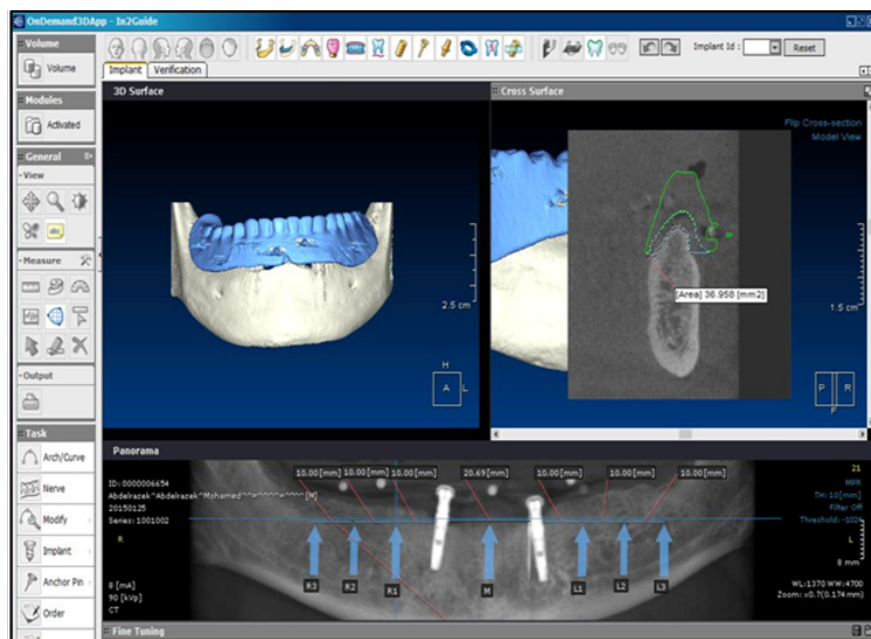 OnDemand3DApp - In2Guide
Volume
Volume
Modules
Activated
General
View
abc
Measure
Output
Task
Arch/Curve
Nerve
Modify
Implant
Anchor Pin
Order
Implant Id :
Reset
Implant
Verification
3D Surface
2.5 cm
H
A
L
Cross Surface
Flip Cross-section
Model View
[Area] 36.958 [mm2]
1.5 cm
P
R
F
Panorama
ID: 0000006654
20150125
Series: 1001002
R
8 [mA]
90 [kVp]
CT
10.00 [mm]
10.00 [mm]
10.00 [mm]
20.69 [mm]
10.00 [mm]
10.00 [mm]
10.00 [mm]
R3
R2
R1
M
L1
L2
L3
21
MPR
TH: 10[mm]
Filter Off
Threshold: -1024
L
8 mm
WL:1370 WW:4700
Zoom: x0.7(0.174 mm)
Fine Tuning